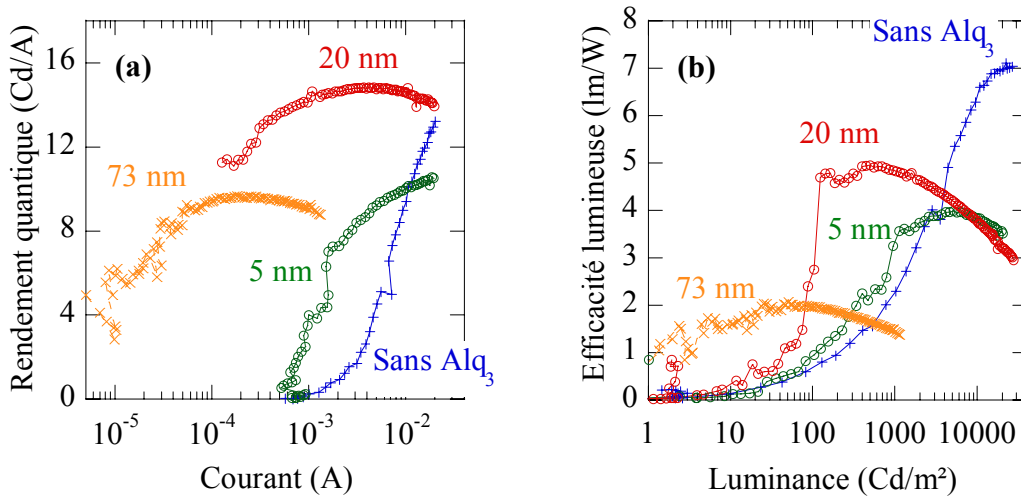 (a)
20 nm
73 nm
5 nm
Sans Alq3
Rendement quantique (Cd/A)
16
12
8
4
0
10-5
10-4
10-3
10-2
Courant (A)
(b)
Sans Alq3
20 nm
5 nm
73 nm
Efficacité lumineuse (lm/W)
8
7
6
5
4
3
2
1
0
1
10
100
1000
10000
Luminance (Cd/m²)